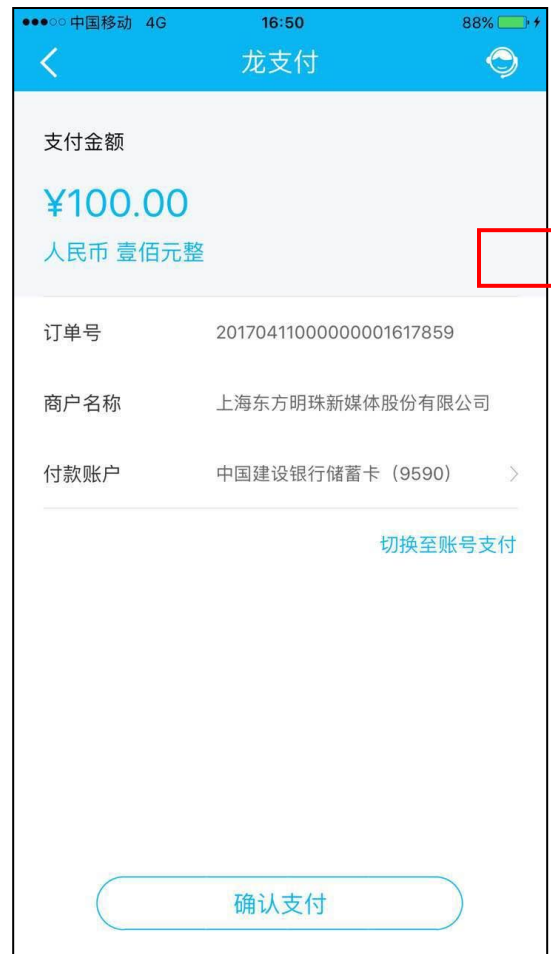 中国移动 4G 16:50 88%
龙支付
支付金额
¥100.00
人民币 壹佰元整
订单号 20170411000000001617859
商户名称 上海东方明珠新媒体股份有限公司
付款账户 中国建设银行储蓄卡（9590）
切换至账号支付
确认支付